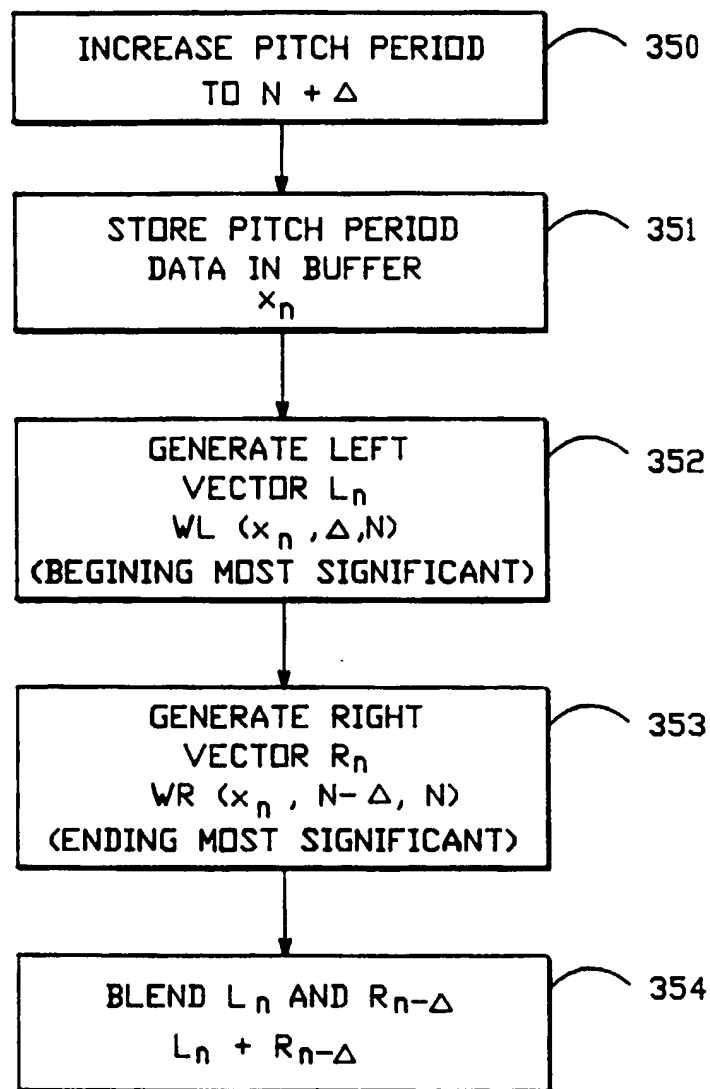 INCREASE PITCH PERIOD
TO N + Δ
350
STORE PITCH PERIOD
DATA IN BUFFER
xₙ
351
GENERATE LEFT
VECTOR Lₙ
WL (xₙ ,Δ,N)
(BEGINING MOST SIGNIFICANT)
352
GENERATE RIGHT
VECTOR Rₙ
WR (xₙ , N-Δ, N)
(ENDING MOST SIGNIFICANT)
353
BLEND Lₙ AND Rₙ₋Δ
Lₙ + Rₙ₋Δ
354